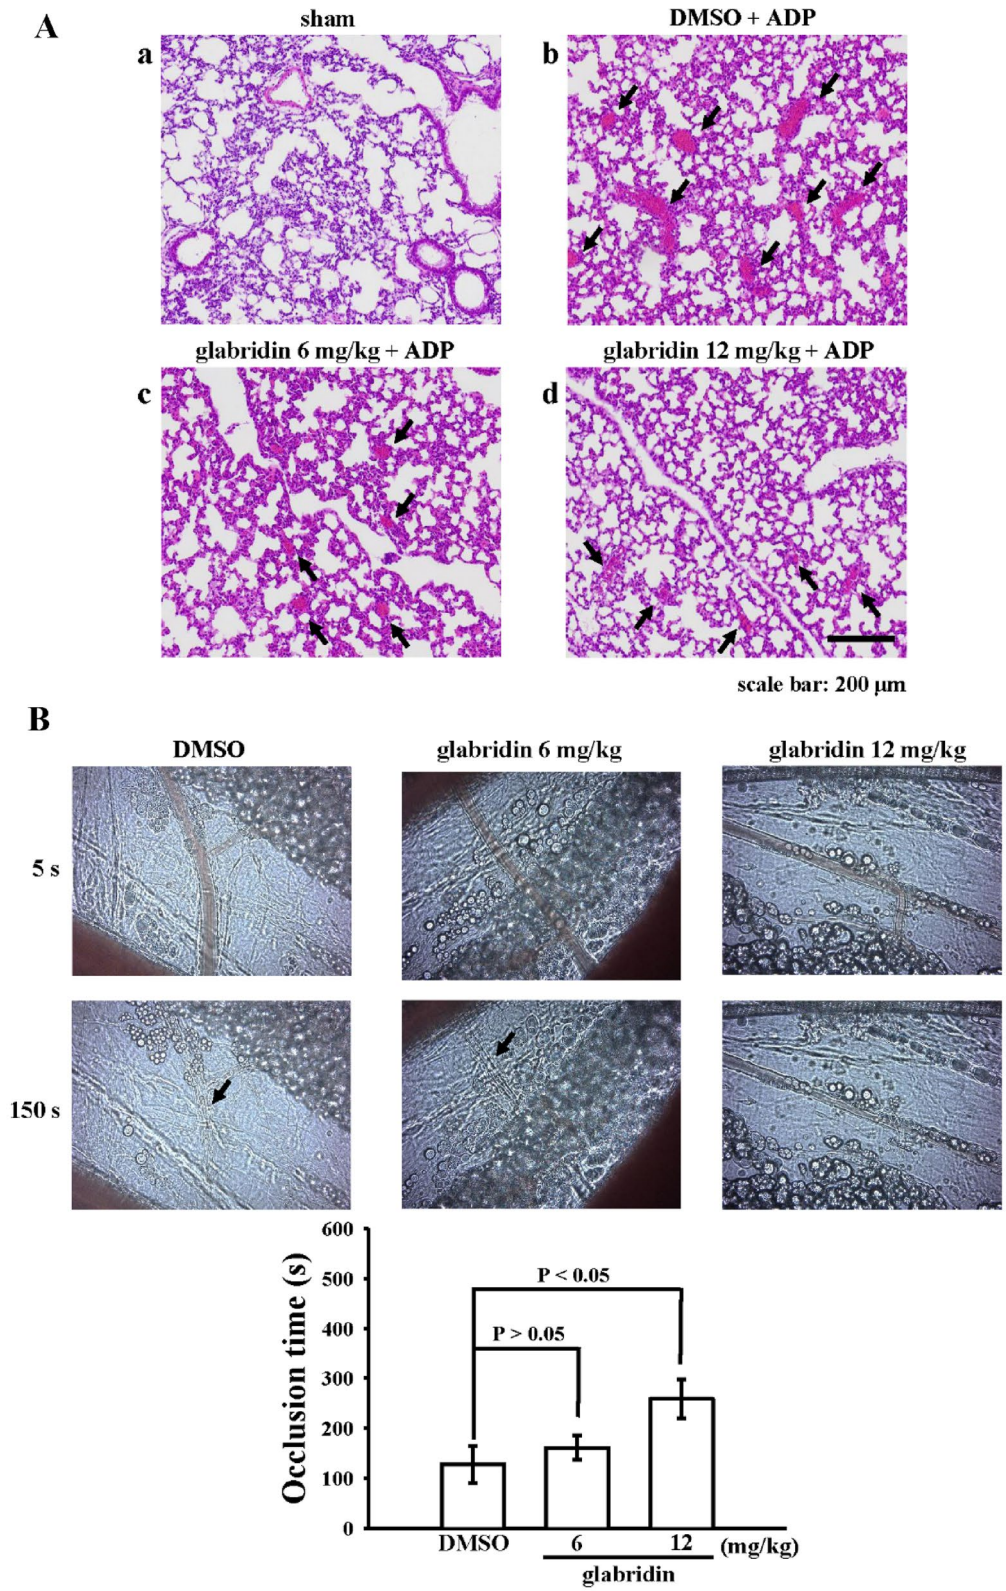 A
sham
DMSO + ADP
a
b
glabridin 6 mg/kg + ADP
glabridin 12 mg/kg + ADP
c
d
scale bar: 200 µm
B
DMSO
glabridin 6 mg/kg
glabridin 12 mg/kg
5 s
150 s
Occlusion time (s)
600
500
400
300
200
100
0
P < 0.05
P > 0.05
DMSO
6
12
(mg/kg)
glabridin